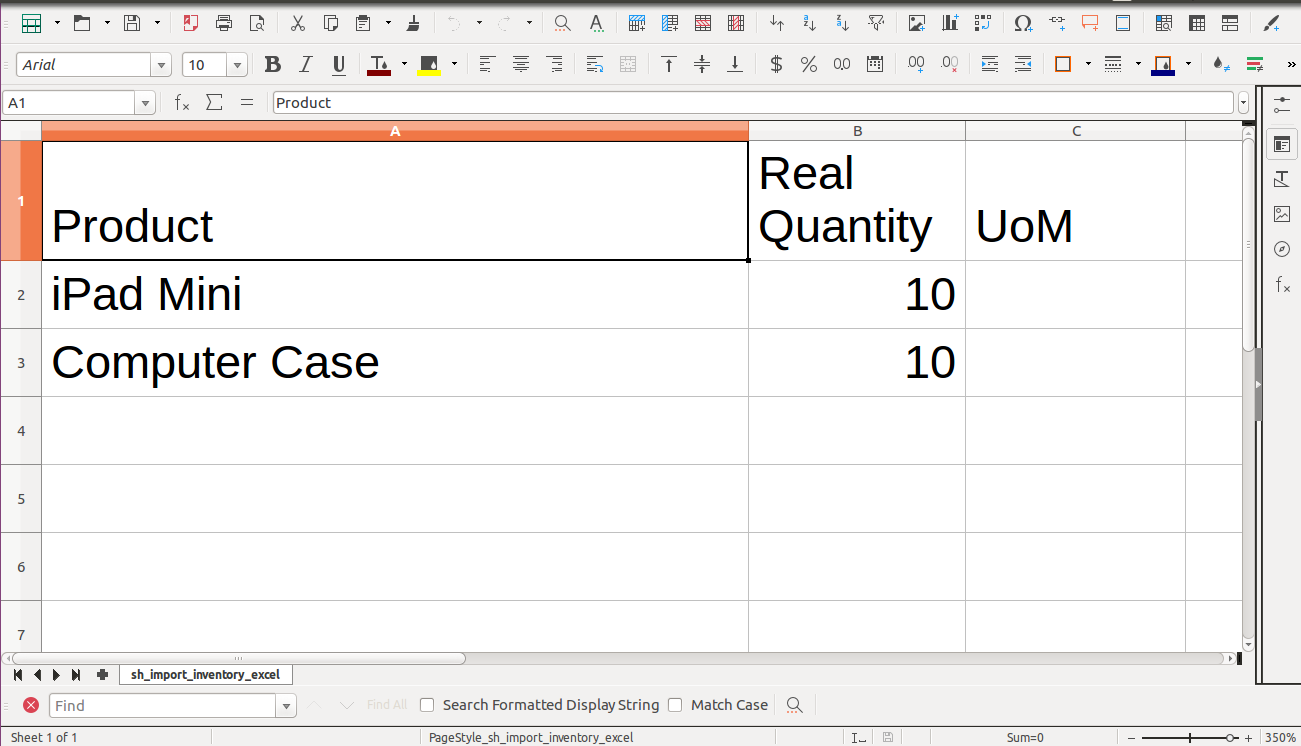 Arial 10
A1 Product
A B C
1 Product Real Quantity UoM
2 iPad Mini 10
3 Computer Case 10
4
5
6
7
sh_import_inventory_excel
Find Find All Search Formatted Display String Match Case
Sheet 1 of 1 PageStyle_sh_import_inventory_excel Sum=0 350%